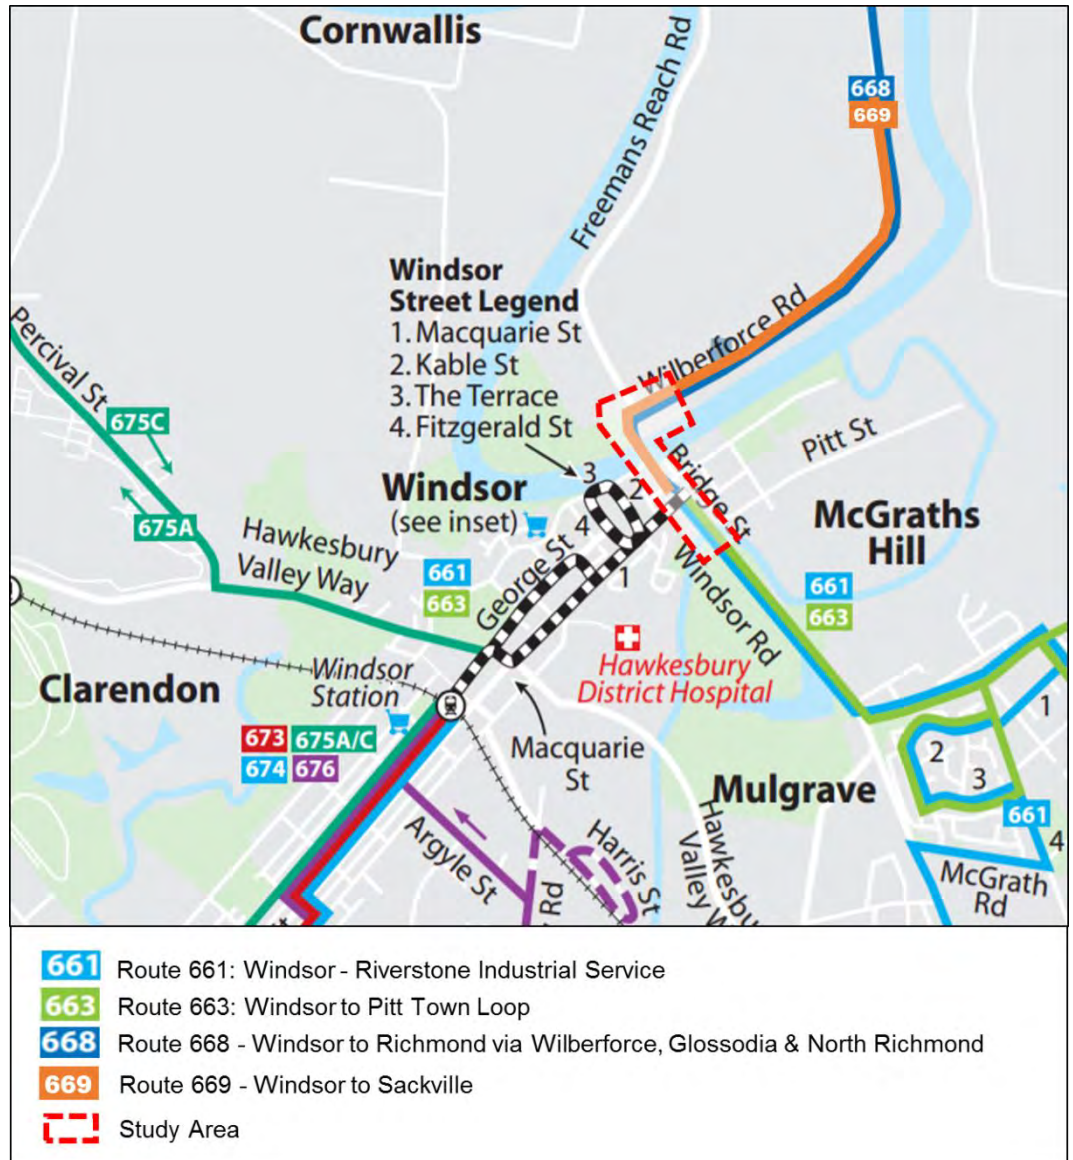 Cornwallis
Freemans Reach Rd
668
669
Windsor
Street Legend
1. Macquarie St
2. Kable St
3. The Terrace
4. Fitzgerald St
Wilberforce Rd
Percival St
675C
675A
Pitt St
Bridge St
3
2
4
1
Windsor
(see inset)
McGraths
Hill
Hawkesbury
Valley Way
661
663
George St
Windsor Rd
661
663
Hawkesbury
District Hospital
Windsor
Station
Clarendon
673 675A/C
674 676
Macquarie
St
Mulgrave
1
2
3
661
4
McGrath
Rd
Argyle St
Harris St
Rd
Hawkesbu
Valley W
661 Route 661: Windsor - Riverstone Industrial Service
663 Route 663: Windsor to Pitt Town Loop
668 Route 668 - Windsor to Richmond via Wilberforce, Glossodia & North Richmond
669 Route 669 - Windsor to Sackville
Study Area